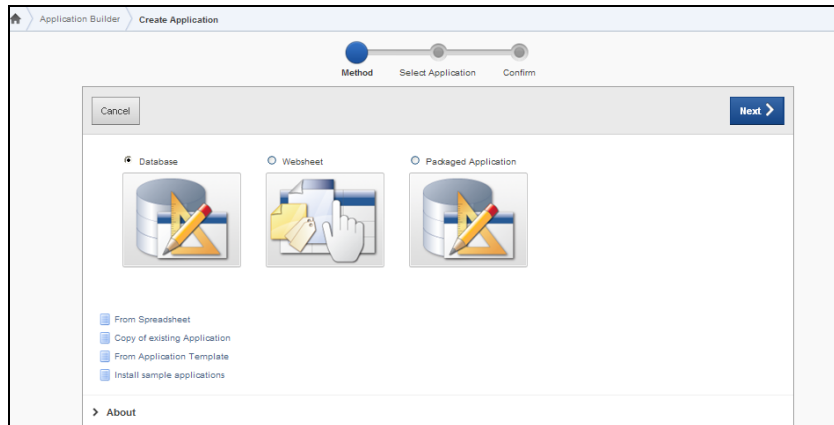 Application Builder Create Application
Method Select Application Confirm
Cancel Next
Database Websheet Packaged Application
From Spreadsheet
Copy of existing Application
From Application Template
Install sample applications
About